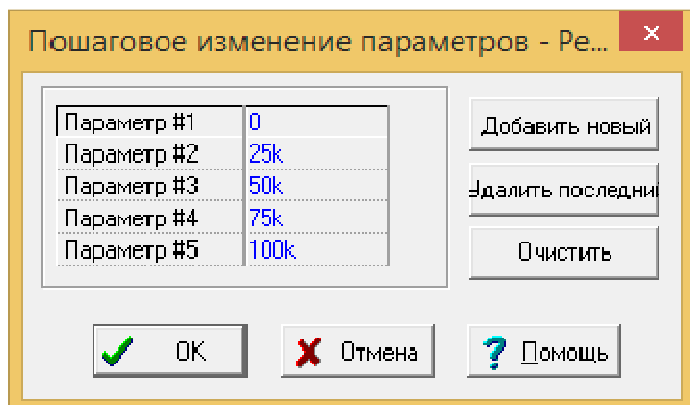 Пошаговое изменение параметров - Ре...
Параметр #1 0
Параметр #2 25k
Параметр #3 50k
Параметр #4 75k
Параметр #5 100k
Добавить новый
Удалить последний
Очистить
OK
Отмена
Помощь